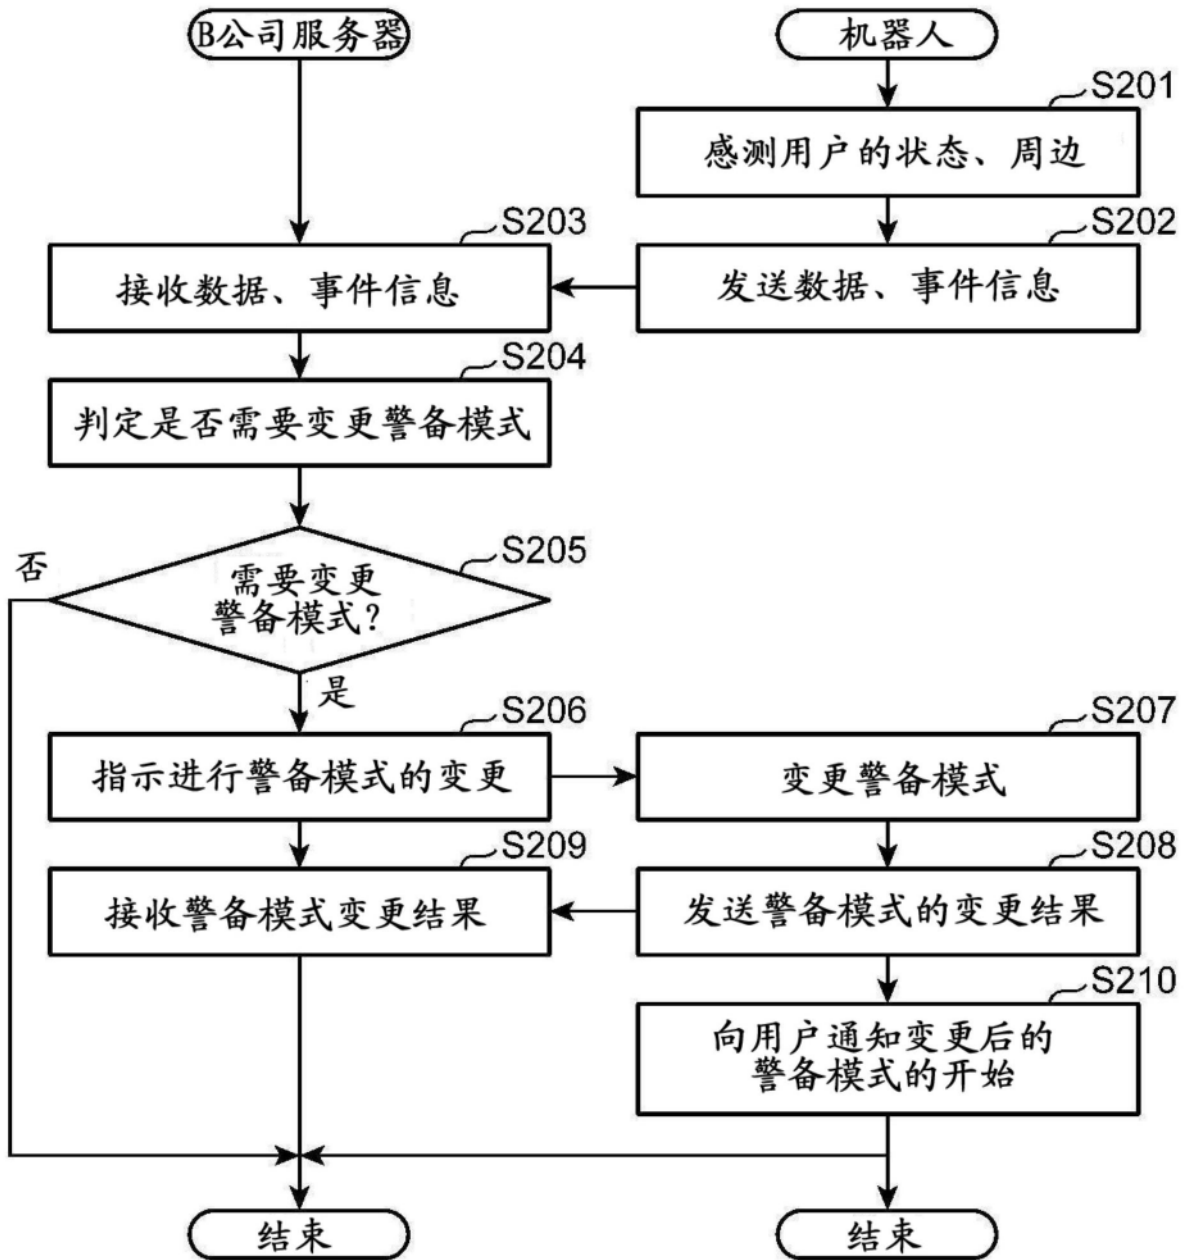 B公司服务器
机器人
S201
感测用户的状态、周边
S203
S202
接收数据、事件信息
发送数据、事件信息
S204
判定是否需要变更警备模式
否
S205
需要变更
警备模式?
是
S206
S207
指示进行警备模式的变更
变更警备模式
S209
S208
接收警备模式变更结果
发送警备模式的变更结果
S210
向用户通知变更后的
警备模式的开始
结束
结束